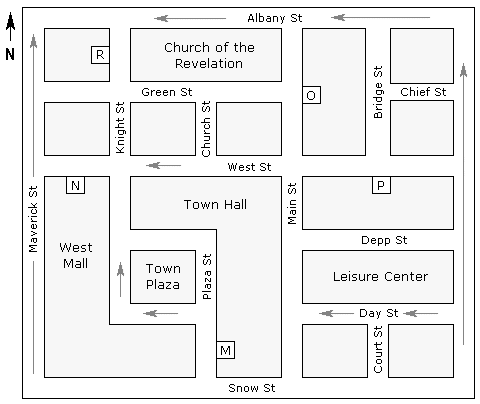 Albany St
N
R
Church of the
Revelation
Green St
Chief St
O
Bridge St
Knight St
Church St
West St
N
Town Hall
P
Main St
Maverick St
West
Mall
Depp St
Town
Plaza
Plaza St
Leisure Center
Day St
M
Court St
Snow St